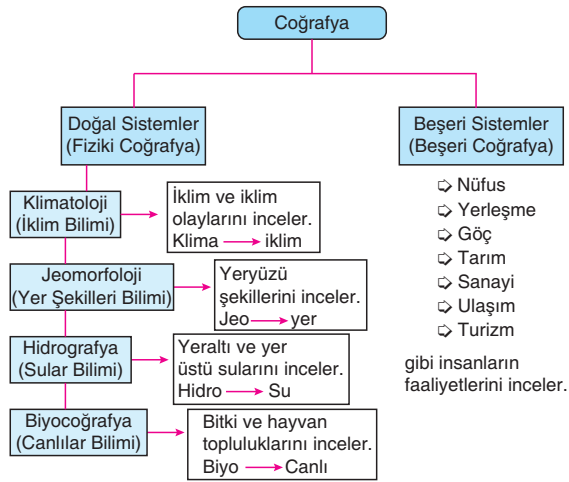 Coğrafya
Doğal Sistemler
(Fiziki Coğrafya)
Klimatoloji
(İklim Bilimi)
İklim ve iklim
olaylarını inceler.
Klima → iklim
Jeomorfoloji
(Yer Şekilleri Bilimi)
Yeryüzü
şekillerini inceler.
Jeo → yer
Hidrografya
(Sular Bilimi)
Yeraltı ve yer
üstü sularını inceler.
Hidro → Su
Biyocoğrafya
(Canlılar Bilimi)
Bitki ve hayvan
topluluklarını inceler.
Biyo → Canlı
Beşeri Sistemler
(Beşeri Coğrafya)
➩ Nüfus
➩ Yerleşme
➩ Göç
➩ Tarım
➩ Sanayi
➩ Ulaşım
➩ Turizm
gibi insanların
faaliyetlerini inceler.